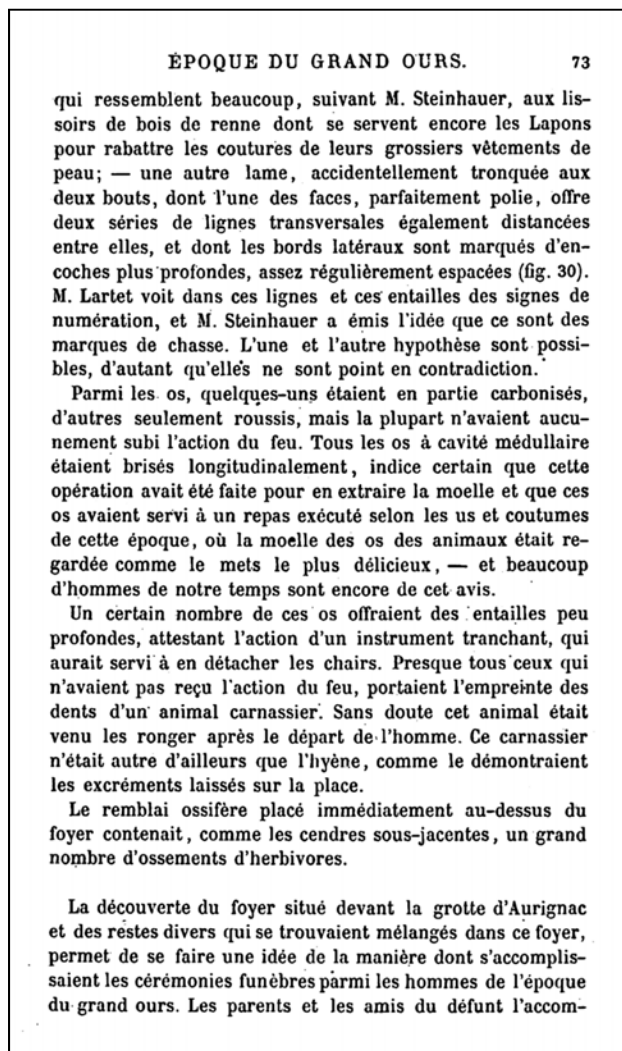 ÉPOQUE DU GRAND OURS. 73
qui ressemblent beaucoup, suivant M. Steinhauer, aux lis-
soirs de bois de renne dont se servent encore les Lapons
pour rabattre les coutures de leurs grossiers vêtements de
peau; — une autre lame, accidentellement tronquée aux
deux bouts, dont l'une des faces, parfaitement polie, offre
deux séries de lignes transversales également distancées
entre elles, et dont les bords latéraux sont marqués d'en-
coches plus profondes, assez régulièrement espacées (fig. 30).
M. Lartet voit dans ces lignes et ces entailles des signes de
numération, et M. Steinhauer a émis l'idée que ce sont des
marques de chasse. L'une et l'autre hypothèse sont possi-
bles, d'autant qu'elles ne sont point en contradiction.
Parmi les os, quelques-uns étaient en partie carbonisés,
d'autres seulement roussis, mais la plupart n'avaient aucu-
nement subi l'action du feu. Tous les os à cavité médullaire
étaient brisés longitudinalement, indice certain que cette
opération avait été faite pour en extraire la moelle et que ces
os avaient servi à un repas exécuté selon les us et coutumes
de cette époque, où la moelle des os des animaux était re-
gardée comme le mets le plus délicieux, — et beaucoup
d'hommes de notre temps sont encore de cet avis.
Un certain nombre de ces os offraient des entailles peu
profondes, attestant l'action d'un instrument tranchant, qui
aurait servi à en détacher les chairs. Presque tous ceux qui
n'avaient pas reçu l'action du feu, portaient l'empreinte des
dents d'un animal carnassier. Sans doute cet animal était
venu les ronger après le départ de l'homme. Ce carnassier
n'était autre d'ailleurs que l'hyène, comme le démontraient
les excréments laissés sur la place.
Le remblai ossifère placé immédiatement au-dessus du
foyer contenait, comme les cendres sous-jacentes, un grand
nombre d'ossements d'herbivores.
La découverte du foyer situé devant la grotte d'Aurignac
et des restes divers qui se trouvaient mélangés dans ce foyer,
permet de se faire une idée de la manière dont s'accomplis-
saient les cérémonies funèbres parmi les hommes de l'époque
du grand ours. Les parents et les amis du défunt l'accom-